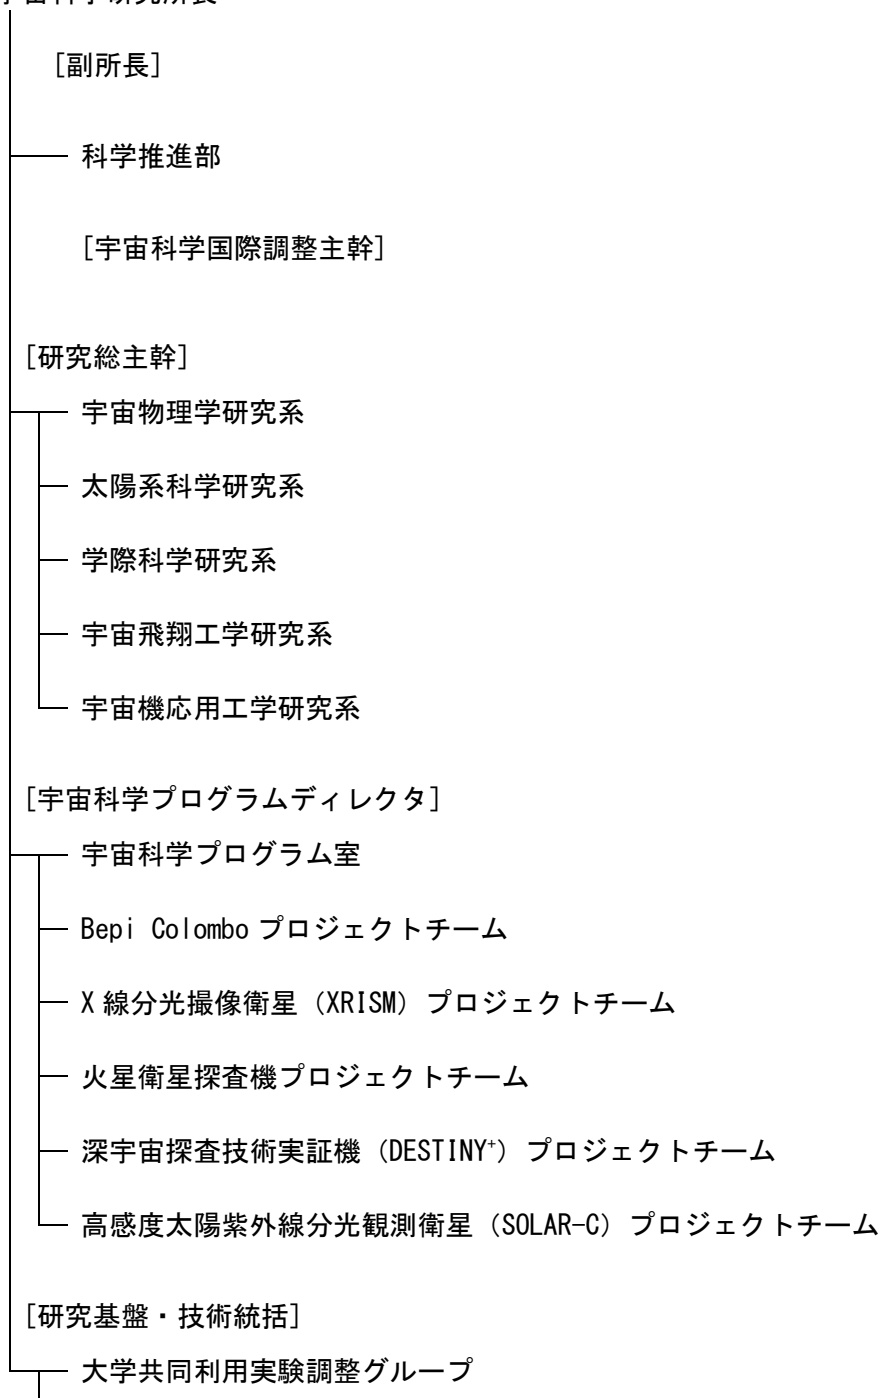 宇宙科学研究所長
[副所長]
科学推進部
[宇宙科学国際調整主幹]
[研究総主幹]
宇宙物理学研究系
太陽系科学研究系
学際科学研究系
宇宙飛翔工学研究系
宇宙機応用工学研究系
[宇宙科学プログラムディレクタ]
宇宙科学プログラム室
Bepi Colombo プロジェクトチーム
X 線分光撮像衛星（XRISM）プロジェクトチーム
火星衛星探査機プロジェクトチーム
深宇宙探査技術実証機（DESTINY⁺）プロジェクトチーム
高感度太陽紫外線分光観測衛星（SOLAR-C）プロジェクトチーム
[研究基盤・技術統括]
大学共同利用実験調整グループ